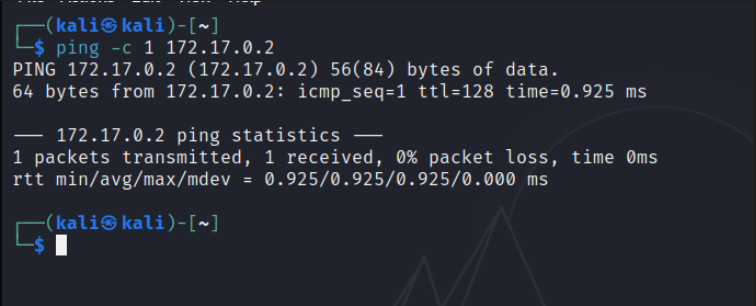 ┌──(kali㉿kali)-[~]
└─$ ping -c 1 172.17.0.2
PING 172.17.0.2 (172.17.0.2) 56(84) bytes of data.
64 bytes from 172.17.0.2: icmp_seq=1 ttl=128 time=0.925 ms
--- 172.17.0.2 ping statistics ---
1 packets transmitted, 1 received, 0% packet loss, time 0ms
rtt min/avg/max/mdev = 0.925/0.925/0.925/0.000 ms
┌──(kali㉿kali)-[~]
└─$